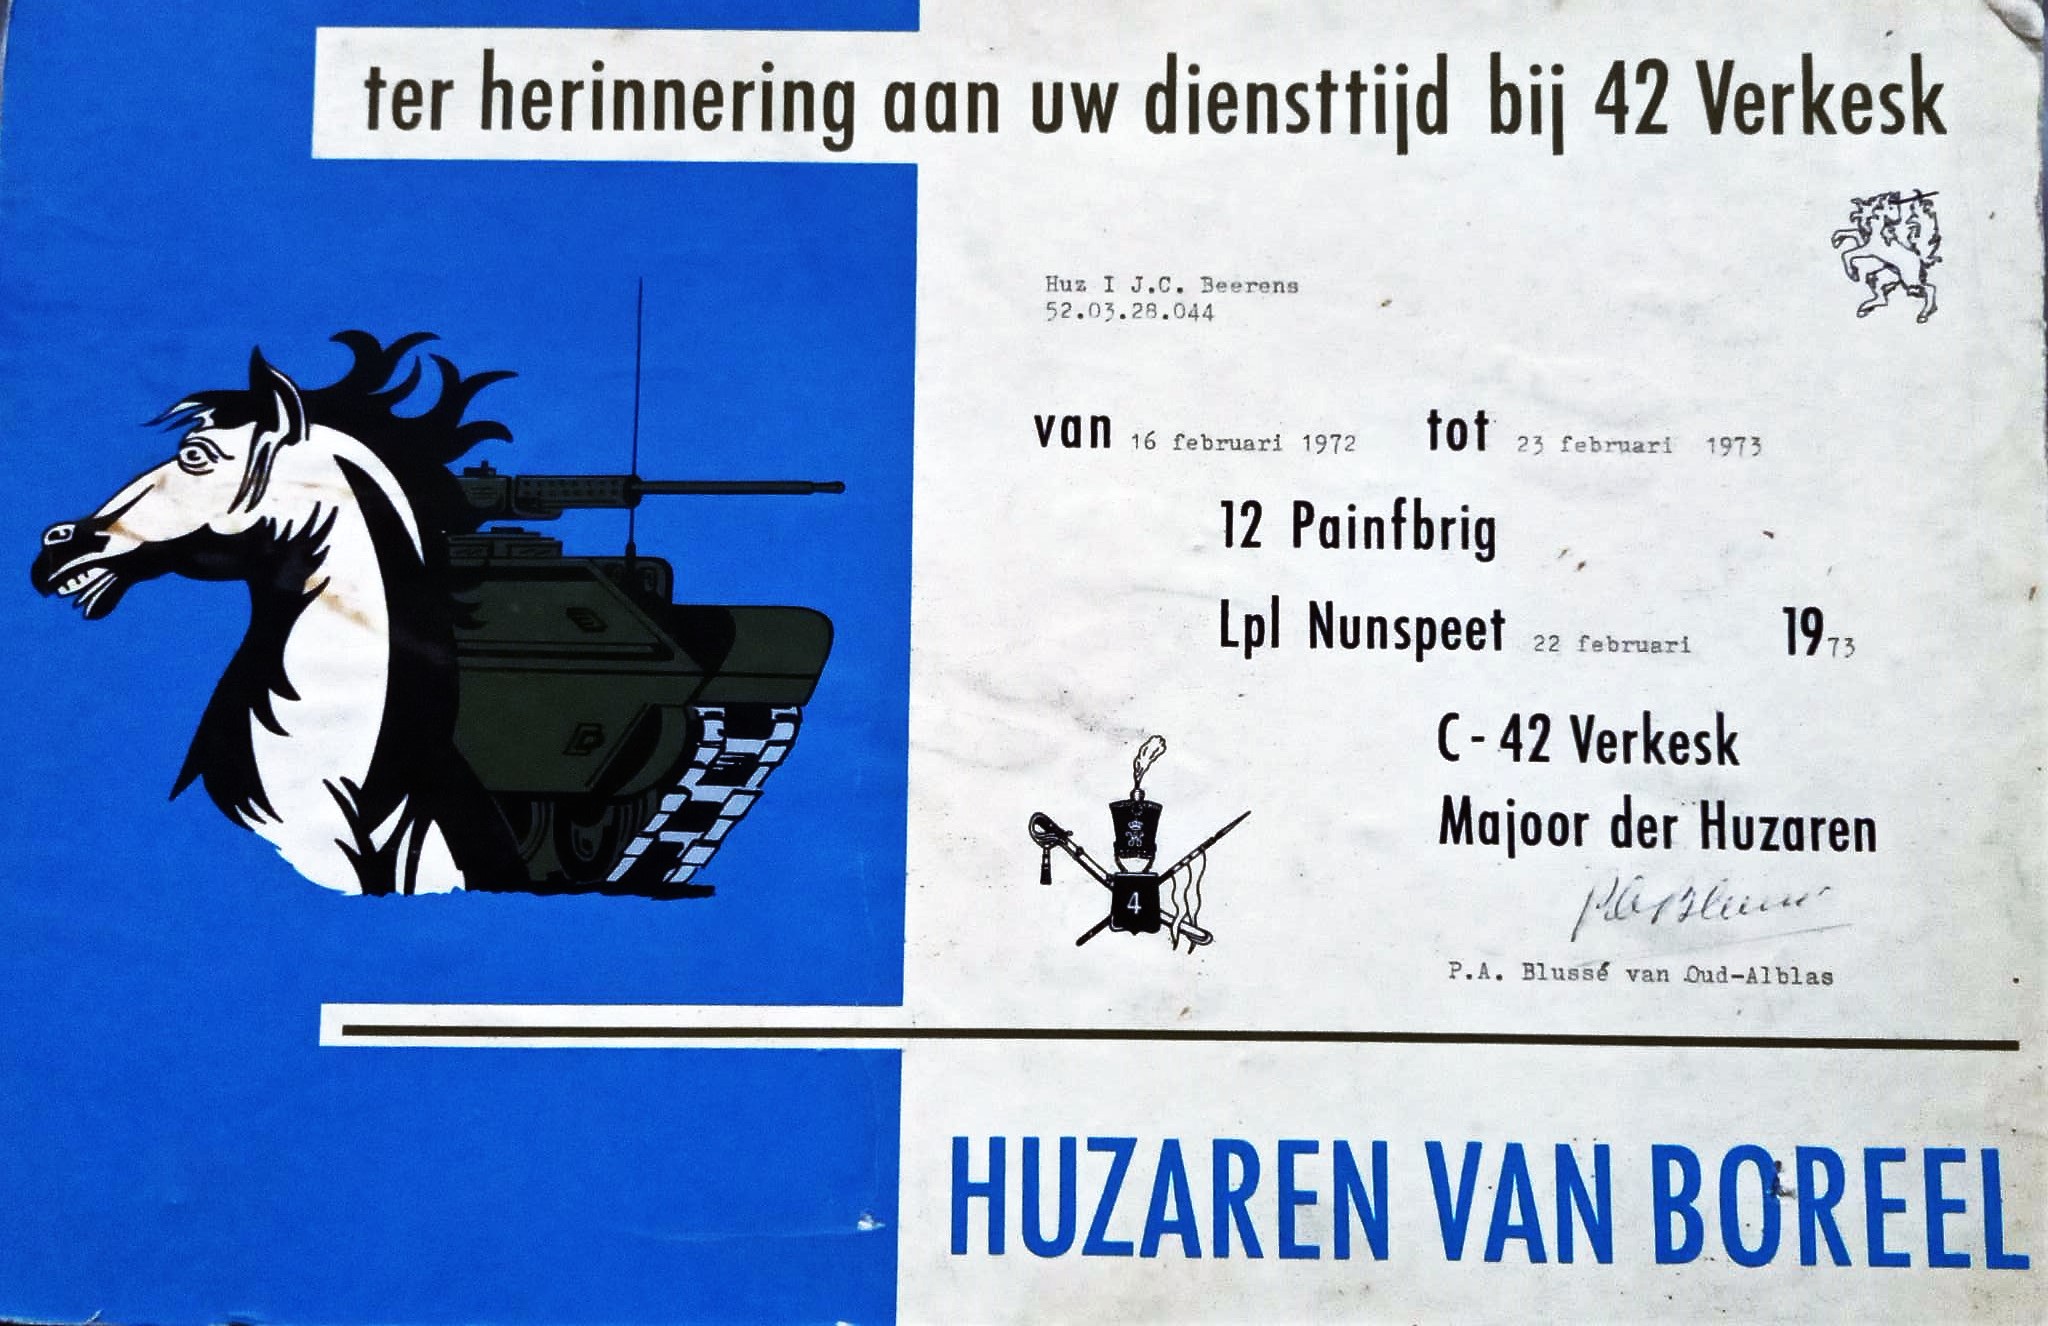 ter herinnering aan uw diensttijd bij 42 Verkesk
Huz I J.C. Beerens
52.03.28.044
van 16 februari 1972 tot 23 februari 1973
12 Painfbrig
Lpl Nunspeet 22 februari 1973
C-42 Verkesk
Majoor der Huzaren
4
P.A. Blussé van Oud-Alblas
HUZAREN VAN BOREEL